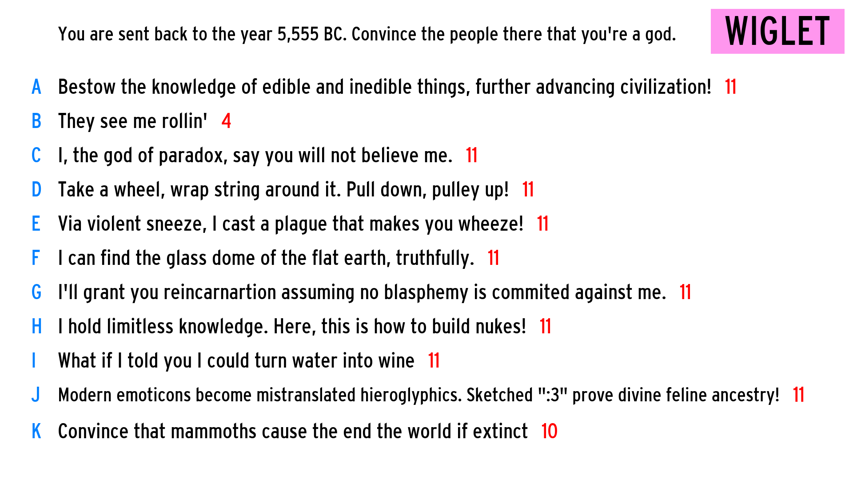 You are sent back to the year 5,555 BC. Convince the people there that you're a god.
WIGLET
A Bestow the knowledge of edible and inedible things, further advancing civilization! 11
B They see me rollin' 4
C I, the god of paradox, say you will not believe me. 11
D Take a wheel, wrap string around it. Pull down, pulley up! 11
E Via violent sneeze, I cast a plague that makes you wheeze! 11
F I can find the glass dome of the flat earth, truthfully. 11
G I'll grant you reincarnartion assuming no blasphemy is commited against me. 11
H I hold limitless knowledge. Here, this is how to build nukes! 11
I What if I told you I could turn water into wine 11
J Modern emoticons become mistranslated hieroglyphics. Sketched ":3" prove divine feline ancestry! 11
K Convince that mammoths cause the end the world if extinct 10